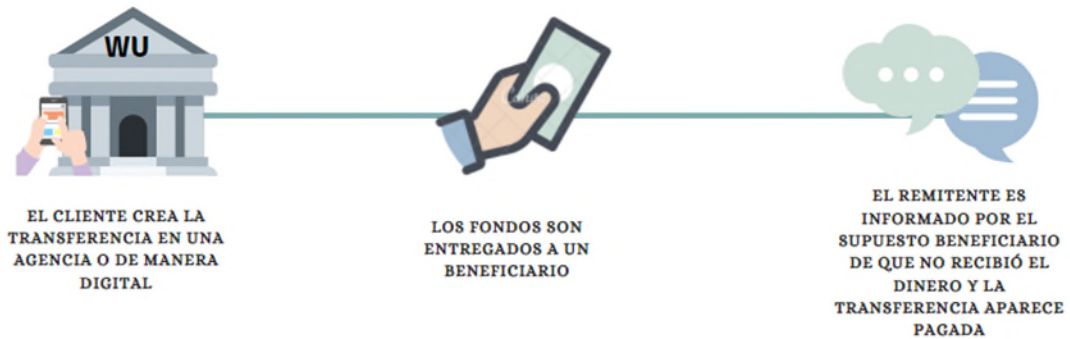 WU
EL CLIENTE CREA LA
TRANSFERENCIA EN UNA
AGENCIA O DE MANERA
DIGITAL
LOS FONDOS SON
ENTREGADOS A UN
BENEFICIARIO
EL REMITENTE ES
INFORMADO POR EL
SUPUESTO BENEFICIARIO
DE QUE NO RECIBIÓ EL
DINERO Y LA
TRANSFERENCIA APARECE
PAGADA